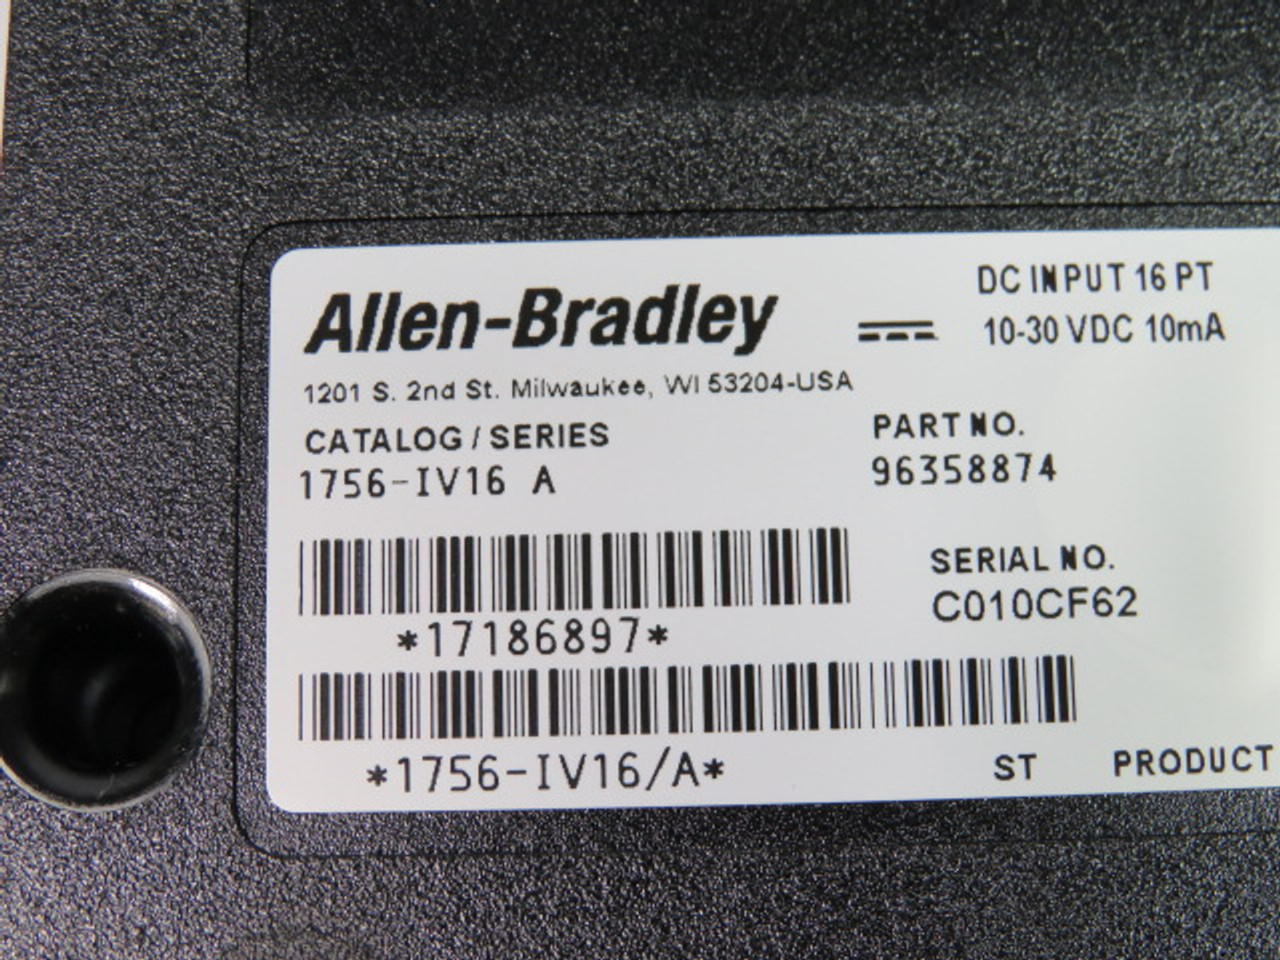 Allen-Bradley
DC INPUT 16 PT
10-30 VDC 10mA
1201 S. 2nd St. Milwaukee, WI 53204-USA
CATALOG / SERIES
1756-IV16 A
PART NO.
96358874
SERIAL NO.
C010CF62
*17186897*
*1756-IV16/A*
ST PRODUCT